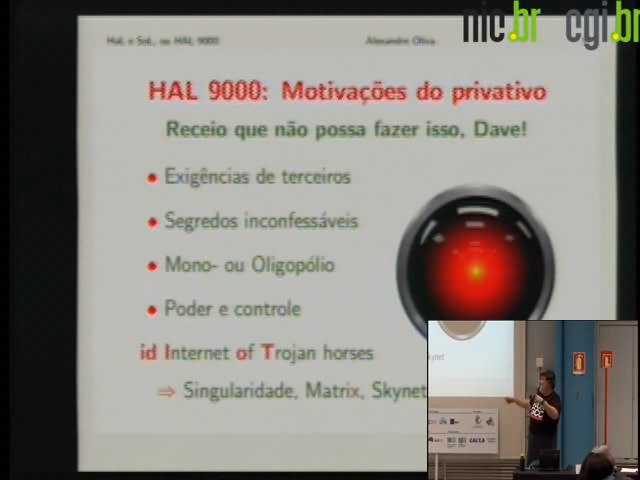 nic.br cgi.br
HaL e SoL, ou HAL 9000 Alexandre Oliva
HAL 9000: Motivações do privativo
Receio que não possa fazer isso, Dave!
Exigências de terceiros
Segredos inconfessáveis
Mono- ou Oligopólio
Poder e controle
id Internet of Trojan horses
⇒ Singularidade, Matrix, Skynet